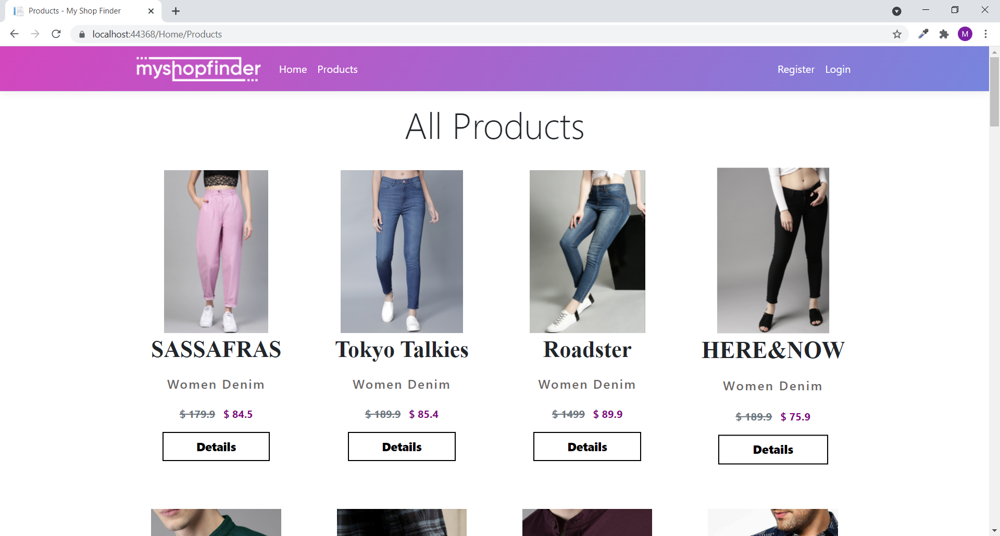 Products - My Shop Finder
localhost:44368/Home/Products
M
myshopfinder
Home Products
Register Login
All Products
SASSAFRAS
Women Denim
$ 179.9 $ 84.5
Details
Tokyo Talkies
Women Denim
$ 189.9 $ 85.4
Details
Roadster
Women Denim
$ 1499 $ 89.9
Details
HERE&NOW
Women Denim
$ 189.9 $ 75.9
Details